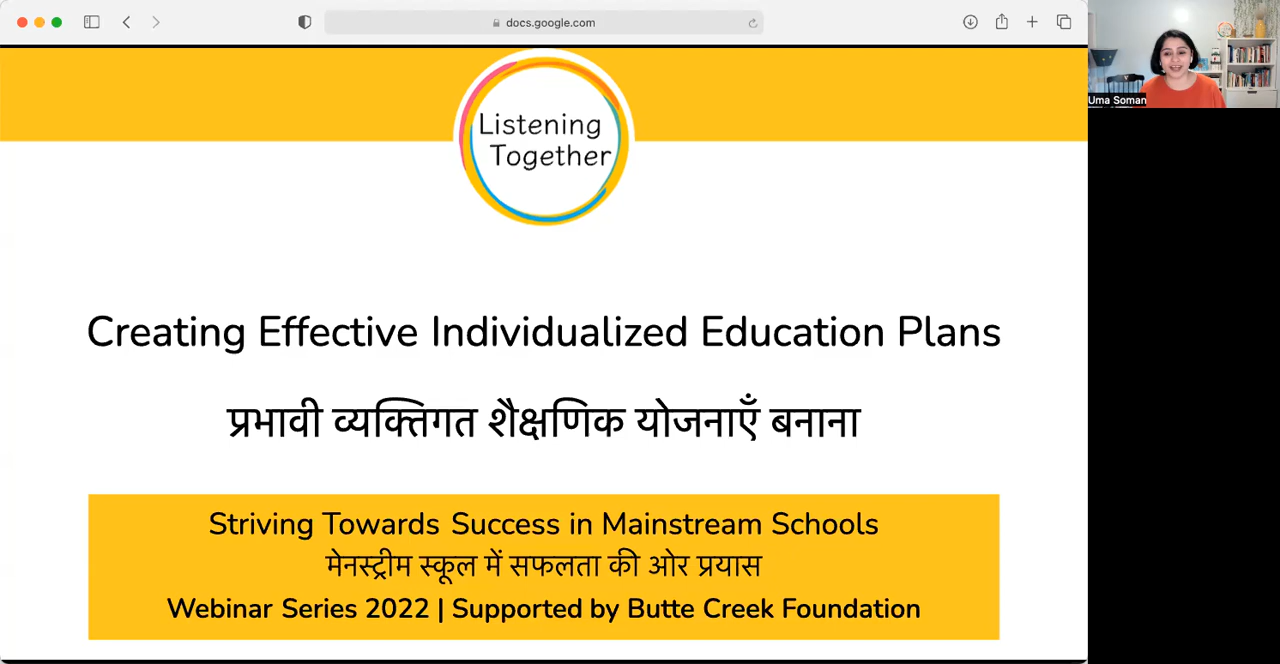 docs.google.com
Uma Soman
Listening
Together
Creating Effective Individualized Education Plans
प्रभावी व्यक्तिगत शैक्षणिक योजनाएँ बनाना
Striving Towards Success in Mainstream Schools
मेनस्ट्रीम स्कूल में सफलता की ओर प्रयास
Webinar Series 2022 | Supported by Butte Creek Foundation